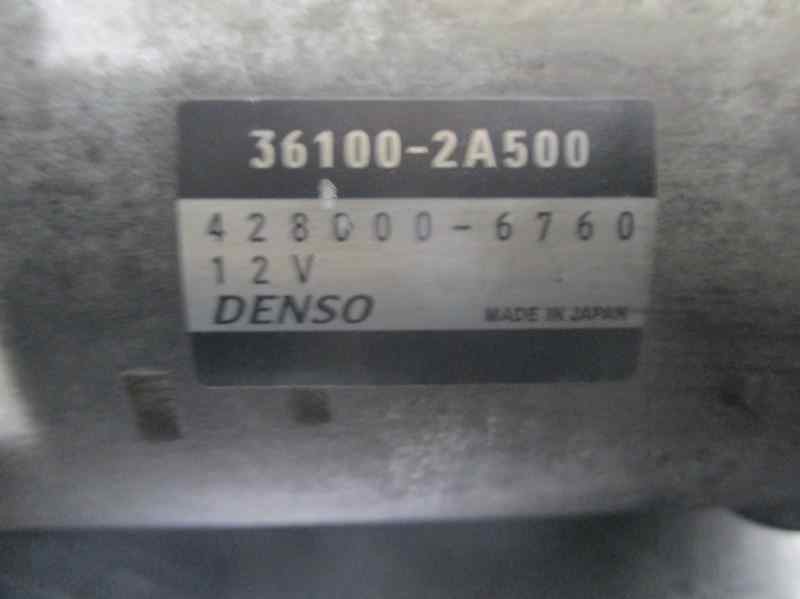 36100-2A500
428000-6760
12V
DENSO MADE IN JAPAN